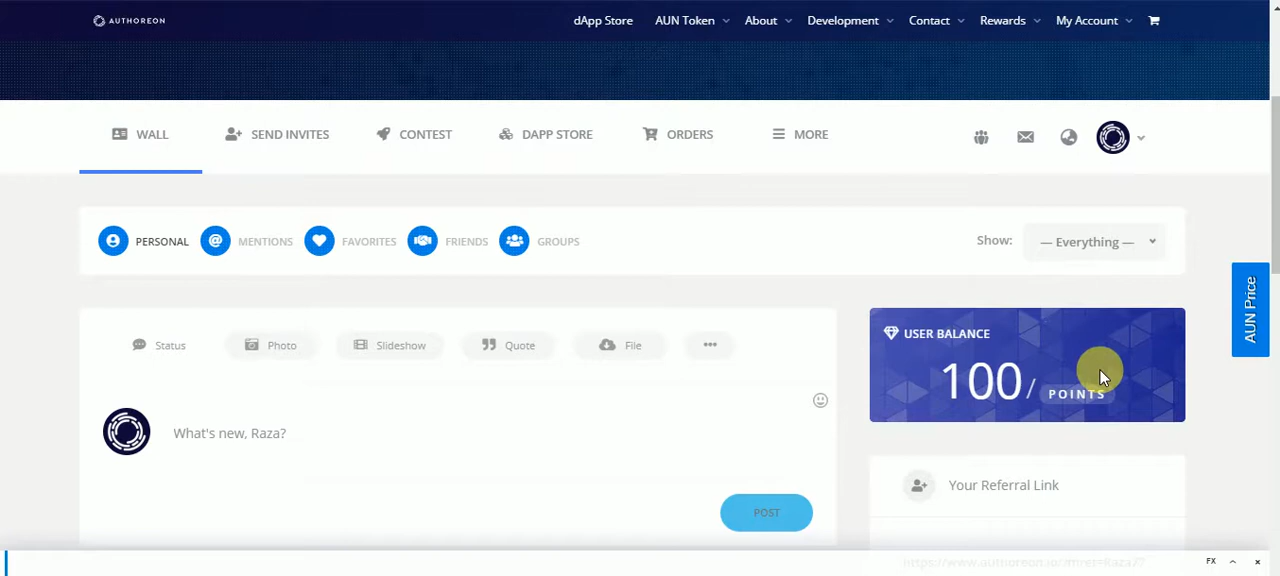 AUTHOREON
dApp Store AUN Token About Development Contact Rewards My Account
WALL SEND INVITES CONTEST DAPP STORE ORDERS MORE
PERSONAL MENTIONS FAVORITES FRIENDS GROUPS Show: — Everything —
AUN Price
Status Photo Slideshow Quote File •••
USER BALANCE
100/ POINTS
What's new, Raza?
Your Referral Link
POST
FX